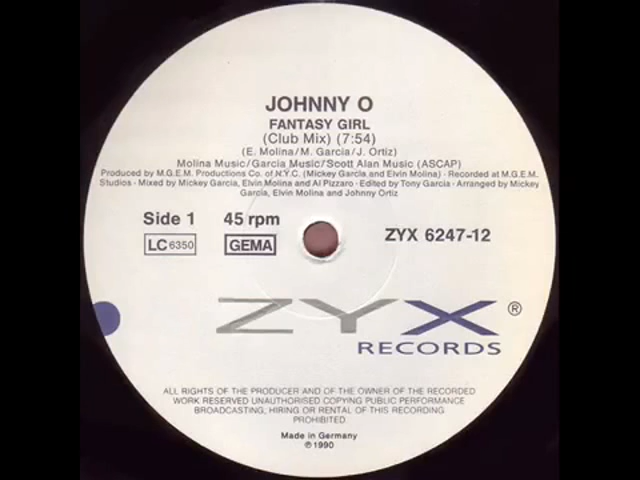 JOHNNY O
FANTASY GIRL
(Club Mix) (7:54)
(E. Molina/M. Garcia/J. Ortiz)
Molina Music/Garcia Music/Scott Alan Music (ASCAP)
Produced by M.G.E.M. Productions Co. of N.Y.C. (Mickey Garcia and Elvin Molina) · Recorded at M.G.E.M.
Studios · Mixed by Mickey Garcia, Elvin Molina and Al Pizzaro · Edited by Tony Garcia · Arranged by Mickey
Garcia, Elvin Molina and Johnny Ortiz
Side 1 45 rpm
LC 6350 GEMA ZYX 6247-12
ZYX ®
RECORDS
ALL RIGHTS OF THE PRODUCER AND OF THE OWNER OF THE RECORDED
WORK RESERVED UNAUTHORISED COPYING PUBLIC PERFORMANCE
BROADCASTING, HIRING OR RENTAL OF THIS RECORDING
PROHIBITED.
Made in Germany
℗ 1990